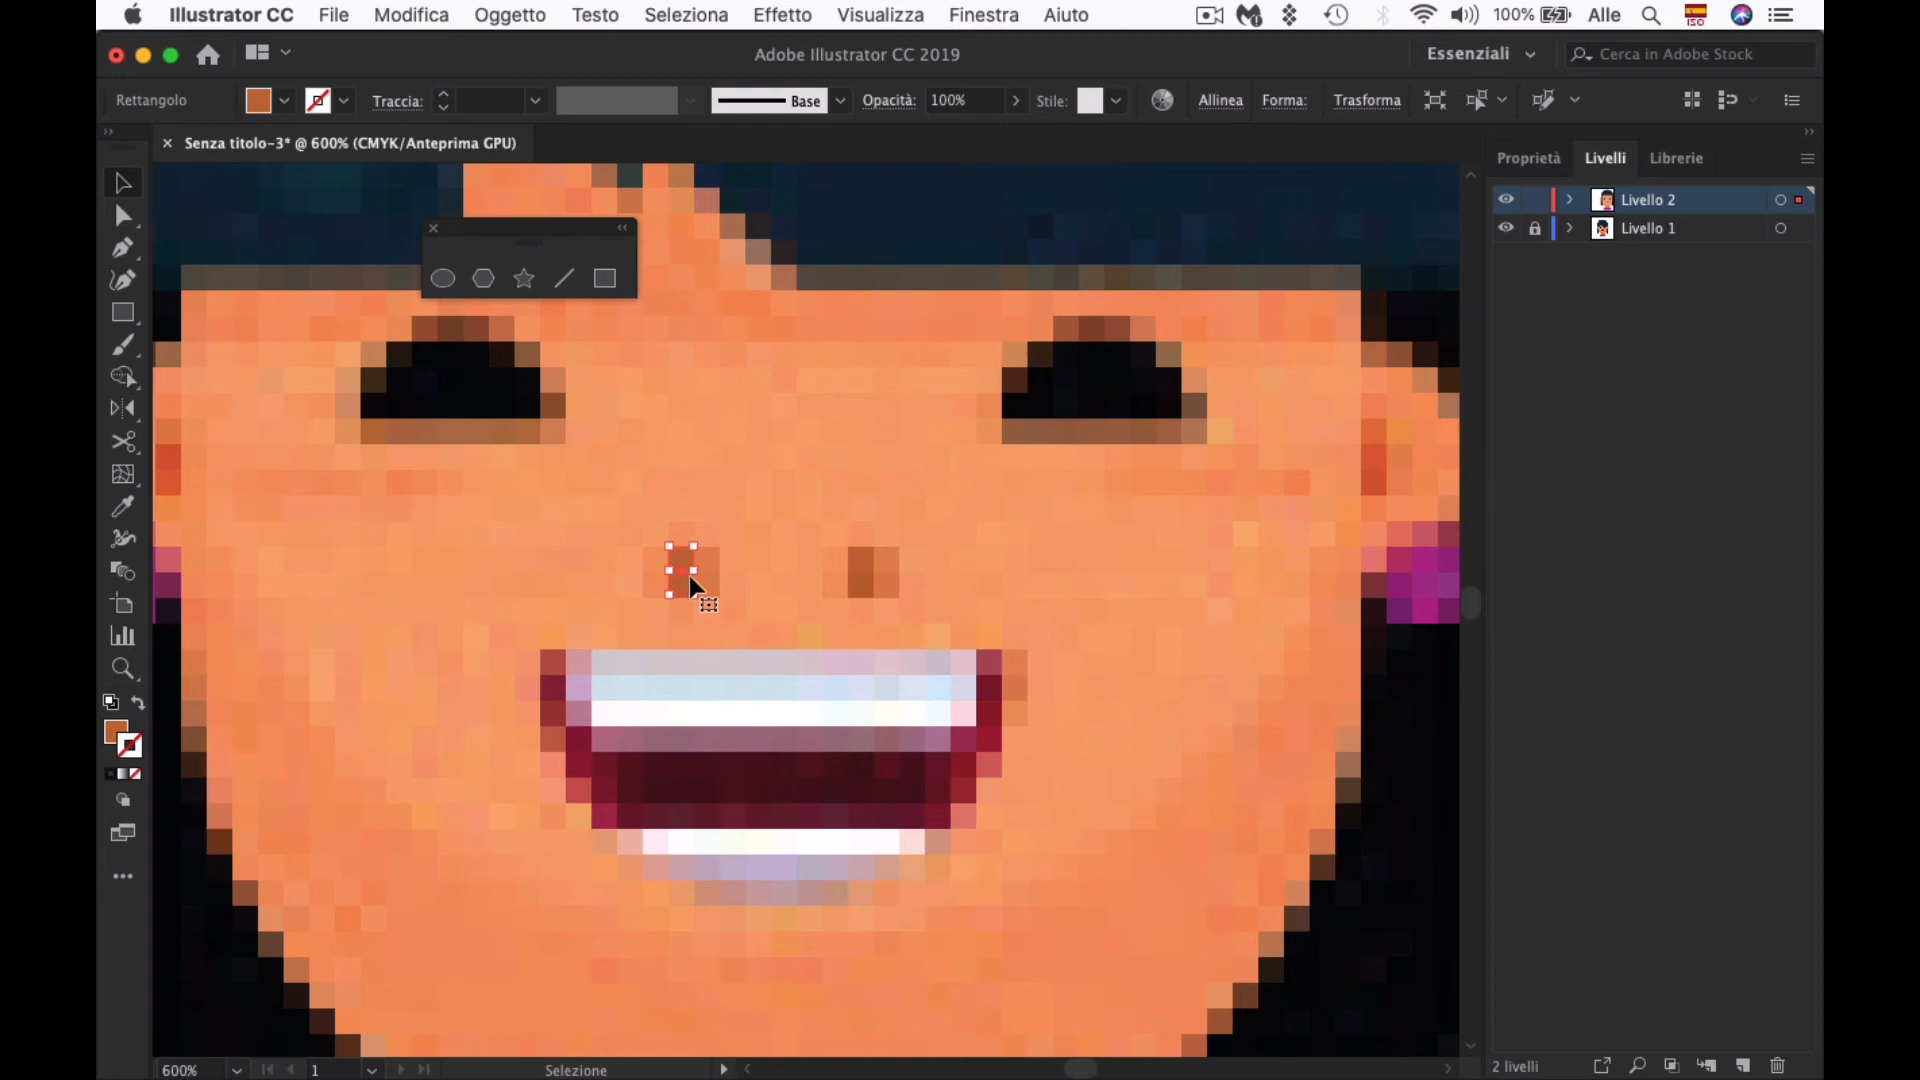 Illustrator CC File Modifica Oggetto Testo Seleziona Effetto Visualizza Finestra Aiuto 100% Alle ISO
Adobe Illustrator CC 2019 Essenziali Cerca in Adobe Stock
Rettangolo Traccia: Base Opacità: 100% Stile: Allinea Forma: Trasforma
Senza titolo-3* @ 600% (CMYK/Anteprima GPU)
Proprietà Livelli Librerie
Livello 2
Livello 1
600% 1 Selezione 2 livelli